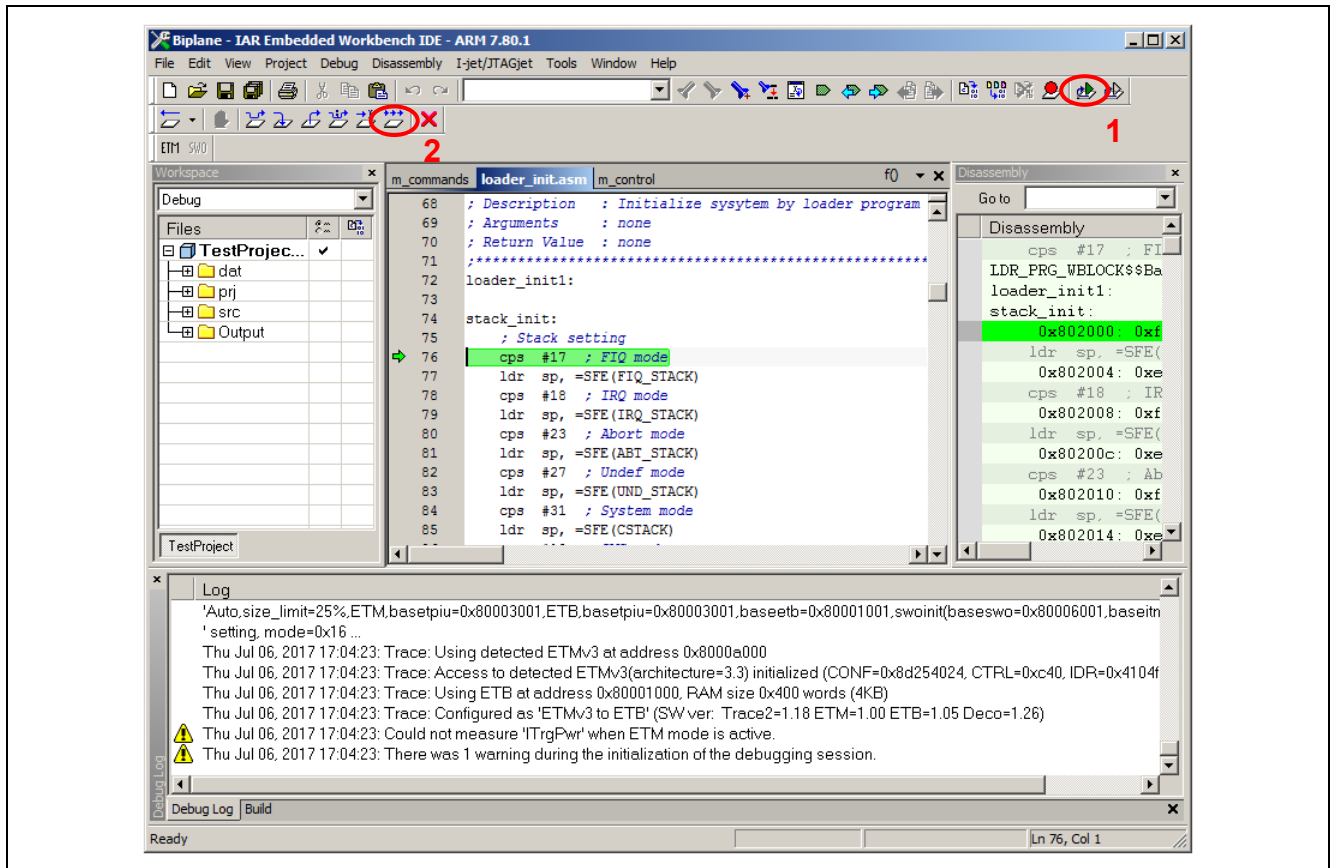 Biplane - IAR Embedded Workbench IDE - ARM 7.80.1
File Edit View Project Debug Disassembly I-jet/JTAGjet Tools Window Help
1
2
ETM SWO
Workspace
Debug
Files
TestProjec...
dat
prj
src
Output
TestProject
m_commands loader_init.asm m_control f()
68 ; Description : Initialize sysytem by loader program
69 ; Arguments : none
70 ; Return Value : none
71 ;*******************************************************
72 loader_init1:
73
74 stack_init:
75 ; Stack setting
76 cps #17 ; FIQ mode
77 ldr sp, =SFE(FIQ_STACK)
78 cps #18 ; IRQ mode
79 ldr sp, =SFE(IRQ_STACK)
80 cps #23 ; Abort mode
81 ldr sp, =SFE(ABT_STACK)
82 cps #27 ; Undef mode
83 ldr sp, =SFE(UND_STACK)
84 cps #31 ; System mode
85 ldr sp, =SFE(CSTACK)
Disassembly
Go to
Disassembly
cps #17 ; FI
LDR_PRG_WBLOCK$$Ba
loader_init1:
stack_init:
0x802000: 0xf
ldr sp, =SFE(
0x802004: 0xe
cps #18 ; IR
0x802008: 0xf
ldr sp, =SFE(
0x80200c: 0xe
cps #23 ; Ab
0x802010: 0xf
ldr sp, =SFE(
0x802014: 0xe
Log
'Auto,size_limit=25%,ETM,basetpiu=0x80003001,ETB,basetpiu=0x80003001,baseetb=0x80001001,swoinit(baseswo=0x80006001,baseitn
' setting, mode=0x16 ...
Thu Jul 06, 2017 17:04:23: Trace: Using detected ETMv3 at address 0x8000a000
Thu Jul 06, 2017 17:04:23: Trace: Access to detected ETMv3(architecture=3.3) initialized (CONF=0x8d254024, CTRL=0xc40, IDR=0x4104f
Thu Jul 06, 2017 17:04:23: Trace: Using ETB at address 0x80001000, RAM size 0x400 words (4KB)
Thu Jul 06, 2017 17:04:23: Trace: Configured as 'ETMv3 to ETB' (SW ver: Trace2=1.18 ETM=1.00 ETB=1.05 Deco=1.26)
Thu Jul 06, 2017 17:04:23: Could not measure 'ITrgPwr' when ETM mode is active.
Thu Jul 06, 2017 17:04:23: There was 1 warning during the initialization of the debugging session.
Debug Log
Debug Log Build
Ready
Ln 76, Col 1